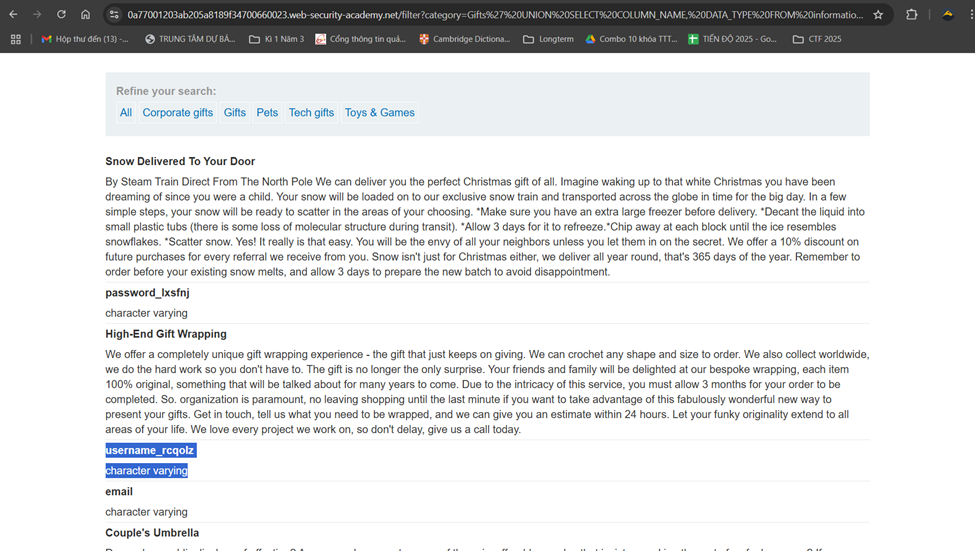 0a77001203ab205a8189f34700660023.web-security-academy.net/filter?category=Gifts%27%20UNION%20SELECT%20COLUMN_NAME,%20DATA_TYPE%20FROM%20informatio...
Hộp thư đến (13) -... TRUNG TÂM DỰ BÁ... Kì 1 Năm 3 Cổng thông tin quả... Cambridge Dictiona... Longterm Combo 10 khóa TTT... TIẾN ĐỘ 2025 - Go... CTF 2025
Refine your search:
All Corporate gifts Gifts Pets Tech gifts Toys & Games
Snow Delivered To Your Door
By Steam Train Direct From The North Pole We can deliver you the perfect Christmas gift of all. Imagine waking up to that white Christmas you have been
dreaming of since you were a child. Your snow will be loaded on to our exclusive snow train and transported across the globe in time for the big day. In a few
simple steps, your snow will be ready to scatter in the areas of your choosing. *Make sure you have an extra large freezer before delivery. *Decant the liquid into
small plastic tubs (there is some loss of molecular structure during transit). *Allow 3 days for it to refreeze.*Chip away at each block until the ice resembles
snowflakes. *Scatter snow. Yes! It really is that easy. You will be the envy of all your neighbors unless you let them in on the secret. We offer a 10% discount on
future purchases for every referral we receive from you. Snow isn't just for Christmas either, we deliver all year round, that's 365 days of the year. Remember to
order before your existing snow melts, and allow 3 days to prepare the new batch to avoid disappointment.
password_lxsfnj
character varying
High-End Gift Wrapping
We offer a completely unique gift wrapping experience - the gift that just keeps on giving. We can crochet any shape and size to order. We also collect worldwide,
we do the hard work so you don't have to. The gift is no longer the only surprise. Your friends and family will be delighted at our bespoke wrapping, each item
100% original, something that will be talked about for many years to come. Due to the intricacy of this service, you must allow 3 months for your order to be
completed. So. organization is paramount, no leaving shopping until the last minute if you want to take advantage of this fabulously wonderful new way to
present your gifts. Get in touch, tell us what you need to be wrapped, and we can give you an estimate within 24 hours. Let your funky originality extend to all
areas of your life. We love every project we work on, so don't delay, give us a call today.
username_rcqolz
character varying
email
character varying
Couple's Umbrella